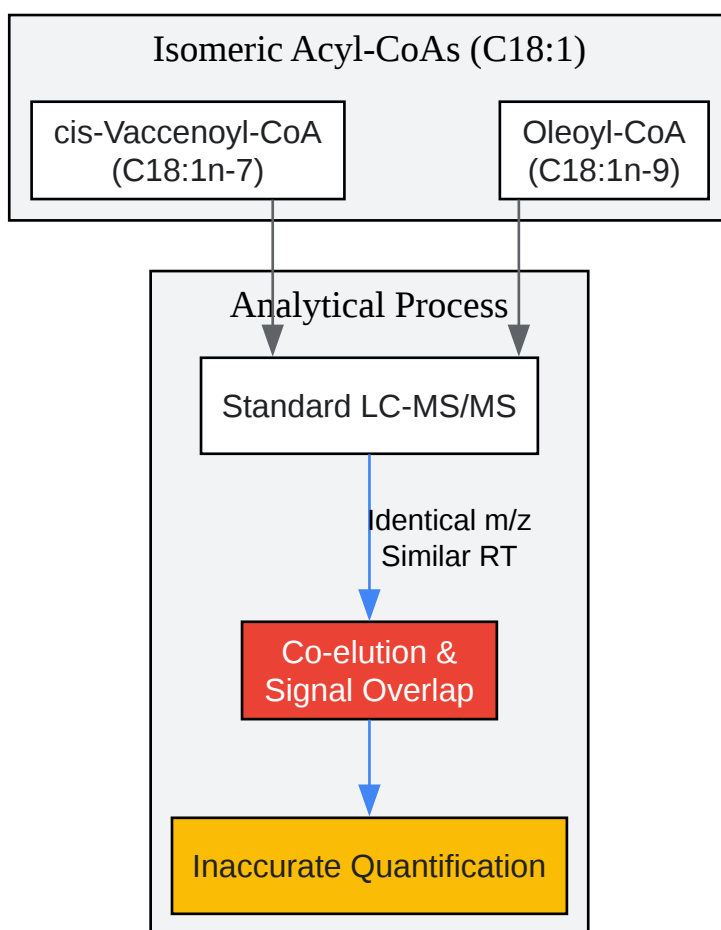 Isomeric Acyl-CoAs (C18:1)
cis-Vaccenoyl-CoA
(C18:1n-7)
Oleoyl-CoA
(C18:1n-9)
Analytical Process
Standard LC-MS/MS
Identical m/z
Similar RT
Co-elution &
Signal Overlap
Inaccurate Quantification